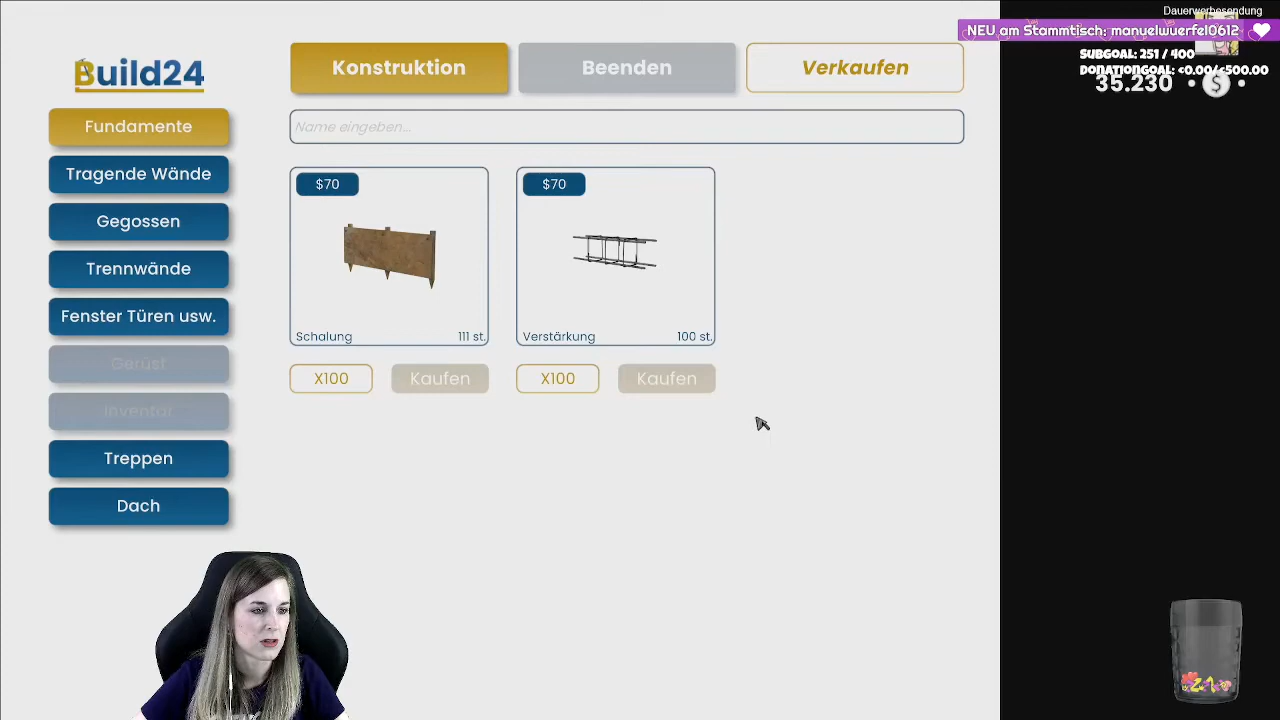 Dauerwerbesendung
NEU am Stammtisch: manuelwuerfel0612
SUBGOAL: 251 / 400
DONATIONGOAL: €0.00/€500.00
35.230
$
Build24
Konstruktion
Beenden
Verkaufen
Name eingeben...
Fundamente
Tragende Wände
Gegossen
Trennwände
Fenster Türen usw.
Gerüst
Inventar
Treppen
Dach
$70
Schalung 111 st.
X100 Kaufen
$70
Verstärkung 100 st.
X100 Kaufen